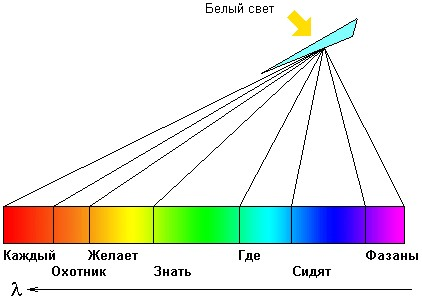 Белый свет
Каждый Желает Где Фазаны
Охотник Знать Сидят
λ